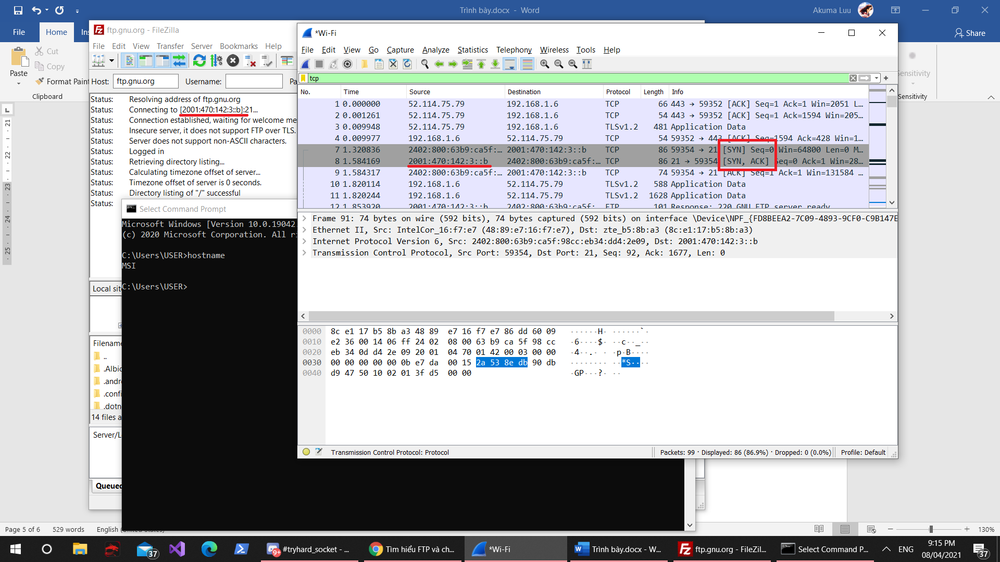 Trình bày.docx - Word
Akuma Luu
File
Home
Share
Cut
Copy
Paste
Clipboard
Sensitivity
ftp.gnu.org - FileZilla
File Edit View Transfer Server Bookmarks Help
Host: ftp.gnu.org Username:
Status: Resolving address of ftp.gnu.org
Status: Connecting to [2001:470:142:3::b]:21...
Status: Connection established, waiting for welcome me
Status: Insecure server, it does not support FTP over TLS.
Status: Server does not support non-ASCII characters.
Status: Logged in
Status: Retrieving directory listing...
Status: Calculating timezone offset of server...
Status: Timezone offset of server is 0 seconds.
Status: Directory listing of "/" successful
Status:
Local sit
Filename
..
.Albi
.andr
.confi
.dotn
14 files a
Server/L
Queued
Select Command Prompt
Microsoft Windows [Version 10.0.19042.
(c) 2020 Microsoft Corporation. All ri
C:\Users\USER>hostname
MSI
C:\Users\USER>
*Wi-Fi
File Edit View Go Capture Analyze Statistics Telephony Wireless Tools Help
tcp
No. Time Source Destination Protocol Length Info
1 0.000000 52.114.75.79 192.168.1.6 TCP 66 443 → 59352 [ACK] Seq=1 Ack=1 Win=2051 L…
2 0.001261 52.114.75.79 192.168.1.6 TCP 54 443 → 59352 [ACK] Seq=1 Ack=1594 Win=205…
3 0.009948 52.114.75.79 192.168.1.6 TLSv1.2 481 Application Data
4 0.009977 192.168.1.6 52.114.75.79 TCP 54 59352 → 443 [ACK] Seq=1594 Ack=428 Win=1…
7 1.320836 2402:800:63b9:ca5f:… 2001:470:142:3::b TCP 86 59354 → 21 [SYN] Seq=0 Win=64800 Len=0 M…
8 1.584169 2001:470:142:3::b 2402:800:63b9:ca5f:… TCP 86 21 → 59354 [SYN, ACK] Seq=0 Ack=1 Win=28…
9 1.584317 2402:800:63b9:ca5f:… 2001:470:142:3::b TCP 74 59354 → 21 [ACK] Seq=1 Ack=1 Win=131584 …
10 1.820114 192.168.1.6 52.114.75.79 TLSv1.2 588 Application Data
11 1.820244 192.168.1.6 52.114.75.79 TLSv1.2 1628 Application Data
12 1.853920 2001:470:142:3::b 2402:800:63b9:ca5f:… FTP 101 Response: 220 GNU FTP server ready
Frame 91: 74 bytes on wire (592 bits), 74 bytes captured (592 bits) on interface \Device\NPF_{FD8BEEA2-7C09-4893-9CF0-C9B147E
Ethernet II, Src: IntelCor_16:f7:e7 (48:89:e7:16:f7:e7), Dst: zte_b5:8b:a3 (8c:e1:17:b5:8b:a3)
Internet Protocol Version 6, Src: 2402:800:63b9:ca5f:98cc:eb34:dd4:2e09, Dst: 2001:470:142:3::b
Transmission Control Protocol, Src Port: 59354, Dst Port: 21, Seq: 92, Ack: 1677, Len: 0
0000 8c e1 17 b5 8b a3 48 89 e7 16 f7 e7 86 dd 60 09 ······H· ······`·
0010 e2 36 00 14 06 ff 24 02 08 00 63 b9 ca 5f 98 cc ·6····$· ··c··_··
0020 eb 34 0d d4 2e 09 20 01 04 70 01 42 00 03 00 00 ·4··.· · ·p·B····
0030 00 00 00 00 00 0b e7 da 00 15 2a 53 8e db 90 db ········ ··*S····
0040 d9 47 50 10 02 01 3f d5 00 00 ·GP···?· ··
Transmission Control Protocol: Protocol
Packets: 99 · Displayed: 86 (86.9%) · Dropped: 0 (0.0%)
Profile: Default
Page 5 of 6
529 words
English (United States)
130%
37
#tryhard_socket - ...
Tìm hiểu FTP và ch...
*Wi-Fi
Trình bày.docx - W...
ftp.gnu.org - FileZil...
Select Command P...
ENG
9:15 PM
08/04/2021
37